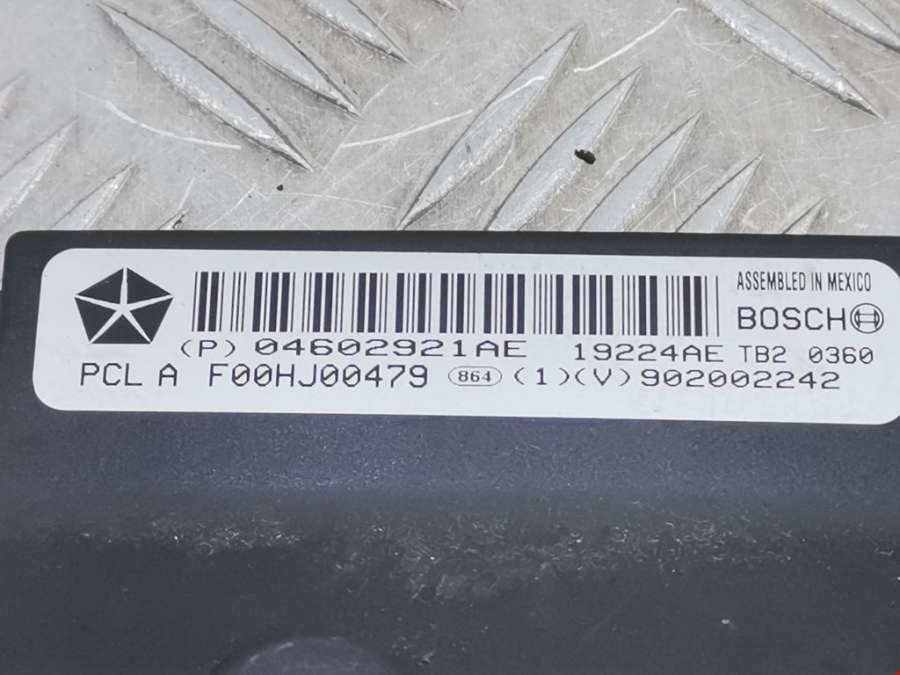 ASSEMBLED IN MEXICO
BOSCH
(P) 04602921AE 19224AE TB2 0360
PCL A F00HJ00479 864 (1)(V)902002242